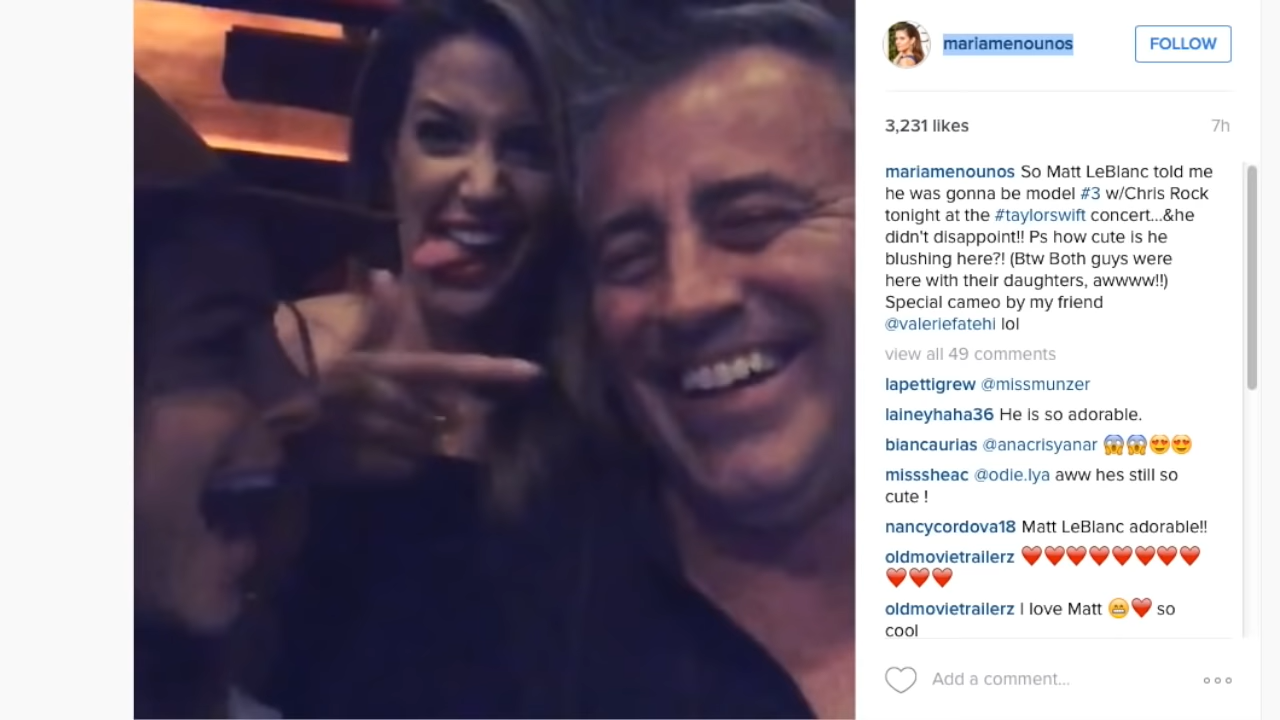 mariamenounos
FOLLOW
3,231 likes
7h
mariamenounos So Matt LeBlanc told me
he was gonna be model #3 w/Chris Rock
tonight at the #taylorswift concert...&he
didn't disappoint!! Ps how cute is he
blushing here?! (Btw Both guys were
here with their daughters, awwww!!)
Special cameo by my friend
@valeriefatehi lol
view all 49 comments
lapettigrew @missmunzer
laineyhaha36 He is so adorable.
biancaurias @anacrisyanar 😱😱😍😍
misssheac @odie.lya aww hes still so
cute !
nancycordova18 Matt LeBlanc adorable!!
oldmovietrailerz ❤️❤️❤️❤️❤️❤️❤️❤️
❤️❤️❤️
oldmovietrailerz I love Matt 😁❤️ so
cool
Add a comment...